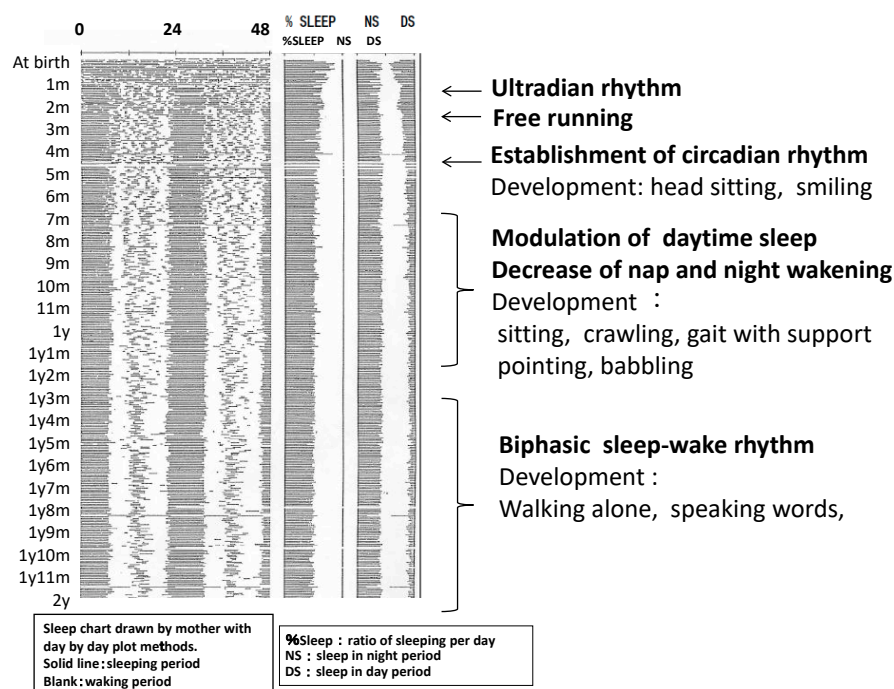 0 24 48
% SLEEP NS DS
%SLEEP NS DS
At birth
1m
2m
3m
4m
5m
6m
7m
8m
9m
10m
11m
1y
1y1m
1y2m
1y3m
1y4m
1y5m
1y6m
1y7m
1y8m
1y9m
1y10m
1y11m
2y
Ultradian rhythm
Free running
Establishment of circadian rhythm
Development: head sitting, smiling
Modulation of daytime sleep
Decrease of nap and night wakening
Development :
sitting, crawling, gait with support
pointing, babbling
Biphasic sleep-wake rhythm
Development :
Walking alone, speaking words,
Sleep chart drawn by mother with
day by day plot methods.
Solid line:sleeping period
Blank:waking period
%Sleep : ratio of sleeping per day
NS : sleep in night period
DS : sleep in day period